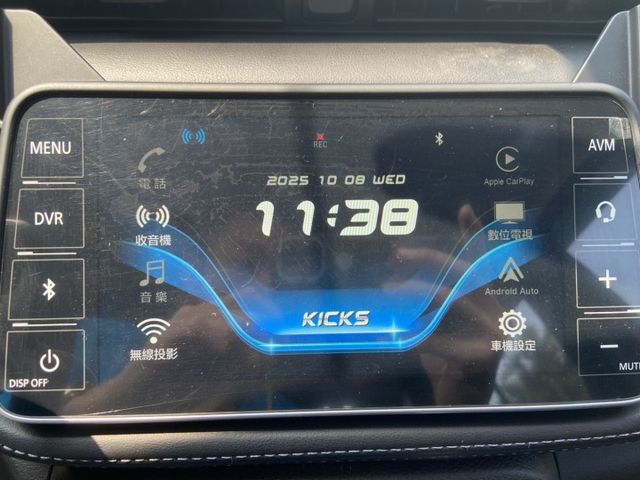 MENU
REC
AVM
電話
2025 10 08 WED
Apple CarPlay
DVR
收音機
11:38
數位電視
音樂
Android Auto
+
KICKS
無線投影
車機設定
−
DISP OFF
MUTE